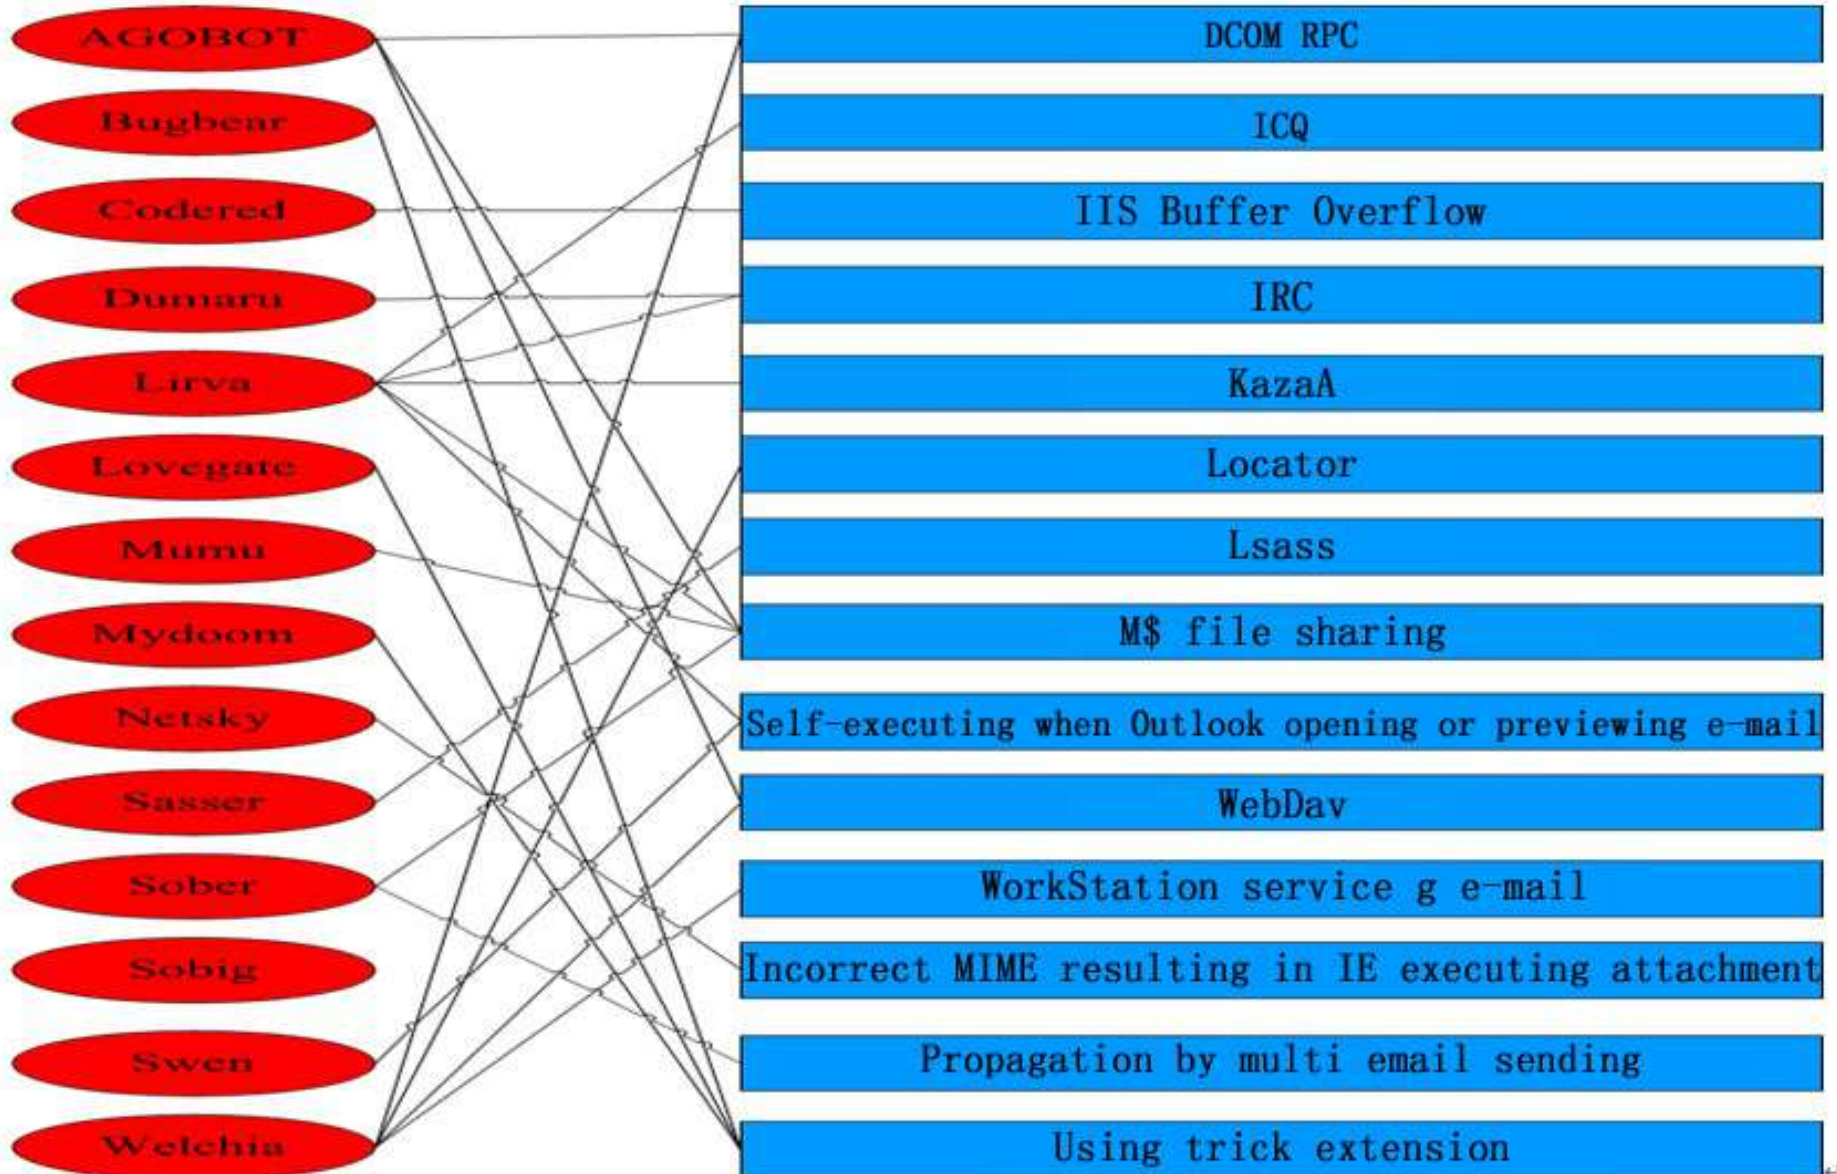 AGOBOT
Bugbear
Codered
Dumaru
Lirva
Lovegate
Mumu
Mydoom
Netsky
Sasser
Sober
Sobig
Swen
Welchia
DCOM RPC
ICQ
IIS Buffer Overflow
IRC
KazaA
Locator
Lsass
M$ file sharing
Self-executing when Outlook opening or previewing e-mail
WebDav
WorkStation service g e-mail
Incorrect MIME resulting in IE executing attachment
Propagation by multi email sending
Using trick extension